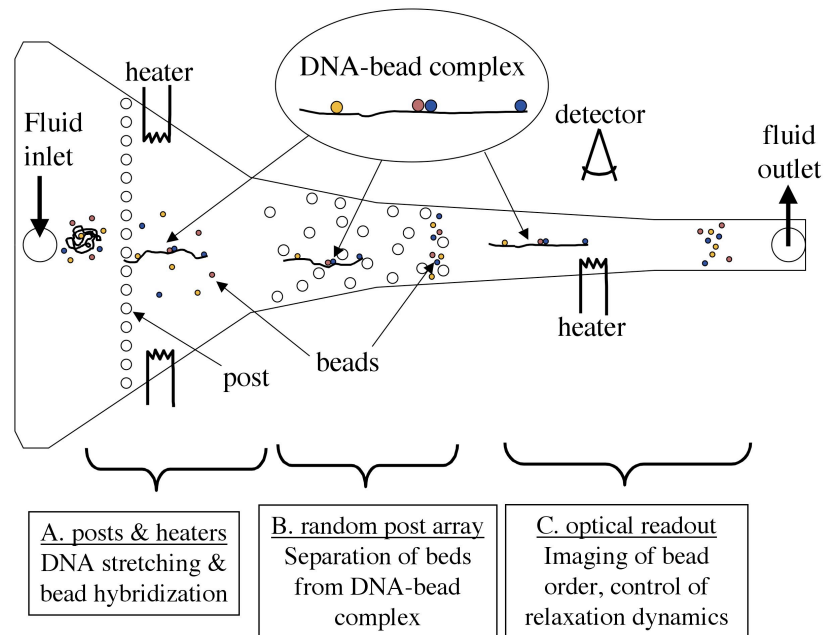 DNA-bead complex
heater
detector
Fluid
inlet
fluid
outlet
heater
beads
post
A. posts & heaters
DNA stretching &
bead hybridization
B. random post array
Separation of beds
from DNA-bead
complex
C. optical readout
Imaging of bead
order, control of
relaxation dynamics